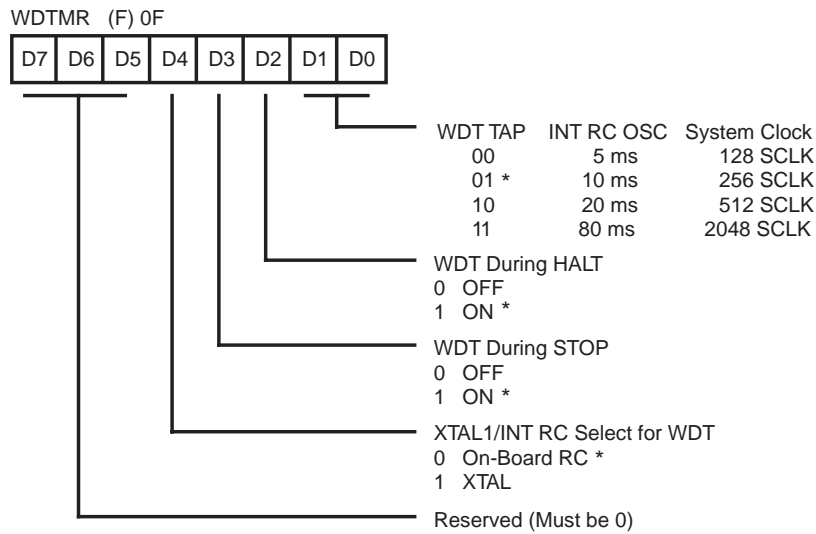 WDTMR (F) 0F
D7 D6 D5 D4 D3 D2 D1 D0
WDT TAP INT RC OSC System Clock
00 5 ms 128 SCLK
01 * 10 ms 256 SCLK
10 20 ms 512 SCLK
11 80 ms 2048 SCLK
WDT During HALT
0 OFF
1 ON *
WDT During STOP
0 OFF
1 ON *
XTAL1/INT RC Select for WDT
0 On-Board RC *
1 XTAL
Reserved (Must be 0)